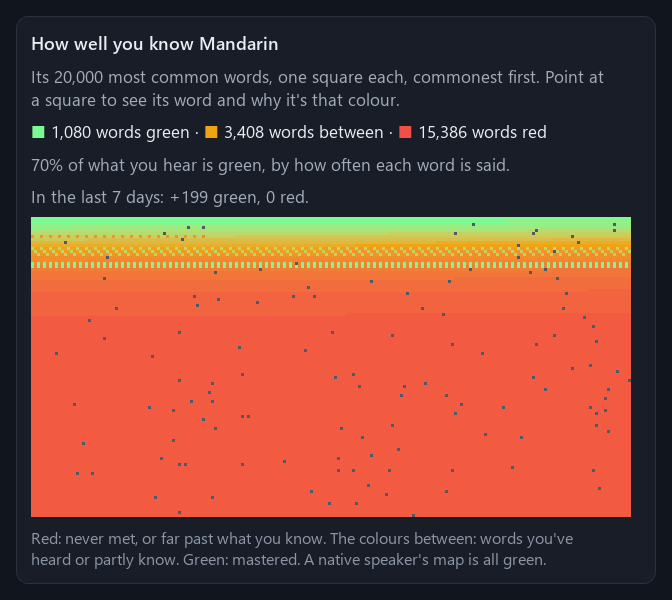 How well you know Mandarin
Its 20,000 most common words, one square each, commonest first. Point at
a square to see its word and why it's that colour.
1,080 words green · 3,408 words between · 15,386 words red
70% of what you hear is green, by how often each word is said.
In the last 7 days: +199 green, 0 red.
Red: never met, or far past what you know. The colours between: words you've
heard or partly know. Green: mastered. A native speaker's map is all green.